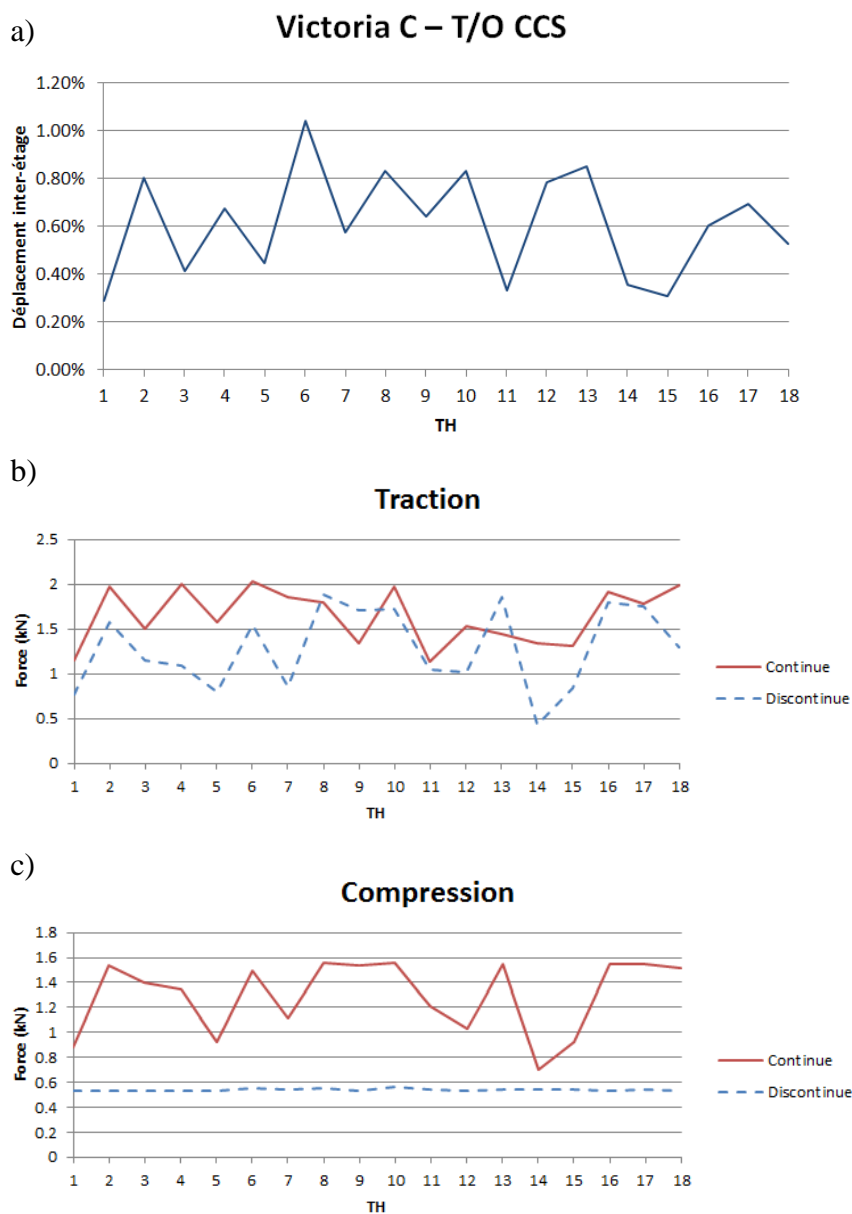 a)
Victoria C – T/O CCS
Déplacement inter-étage
1.20%
1.00%
0.80%
0.60%
0.40%
0.20%
0.00%
1 2 3 4 5 6 7 8 9 10 11 12 13 14 15 16 17 18
TH
b)
Traction
Force (kN)
2.5
2
1.5
1
0.5
0
1 2 3 4 5 6 7 8 9 10 11 12 13 14 15 16 17 18
TH
Continue
Discontinue
c)
Compression
Force (kN)
1.8
1.6
1.4
1.2
1
0.8
0.6
0.4
0.2
0
1 2 3 4 5 6 7 8 9 10 11 12 13 14 15 16 17 18
TH
Continue
Discontinue